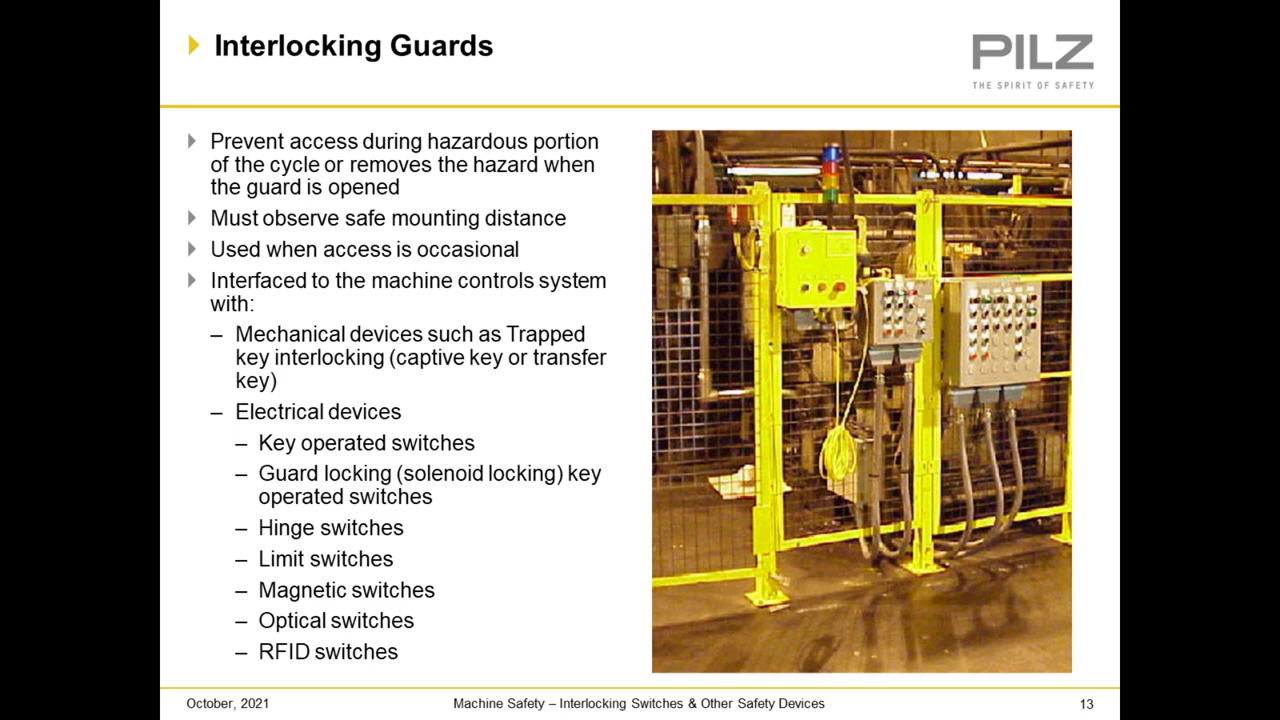 Interlocking Guards
PILZ
THE SPIRIT OF SAFETY
Prevent access during hazardous portion
of the cycle or removes the hazard when
the guard is opened
Must observe safe mounting distance
Used when access is occasional
Interfaced to the machine controls system
with:
– Mechanical devices such as Trapped
key interlocking (captive key or transfer
key)
– Electrical devices
– Key operated switches
– Guard locking (solenoid locking) key
operated switches
– Hinge switches
– Limit switches
– Magnetic switches
– Optical switches
– RFID switches
October, 2021
Machine Safety – Interlocking Switches & Other Safety Devices
13